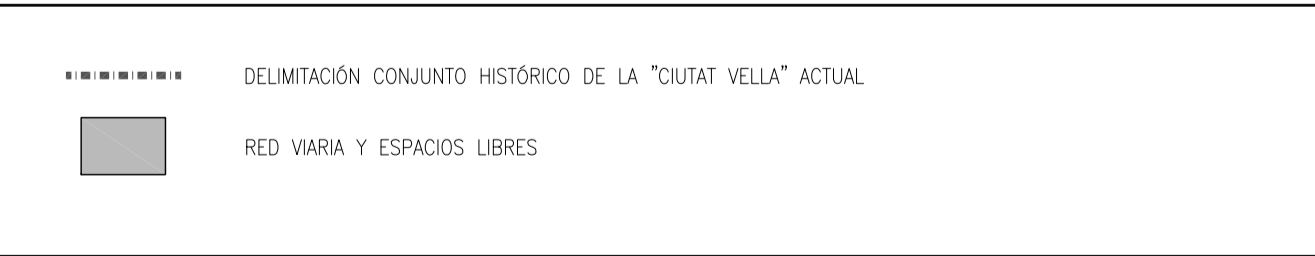 DELIMITACIÓN CONJUNTO HISTÓRICO DE LA "CIUTAT VELLA" ACTUAL
RED VIARIA Y ESPACIOS LIBRES